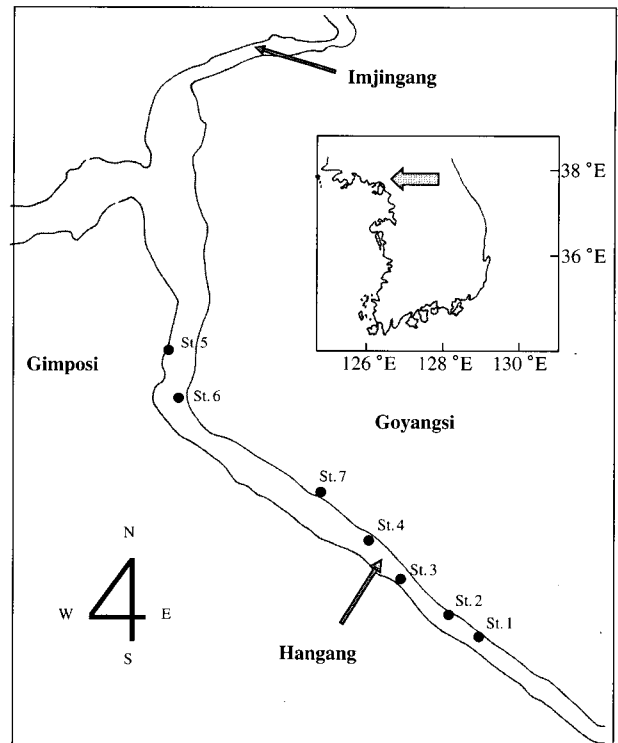 Imjingang
38 °E
36 °E
126 °E 128 °E 130 °E
St. 5
Gimposi
St. 6
Goyangsi
St. 7
St. 4
St. 3
St. 2
St. 1
N
W E
S
Hangang